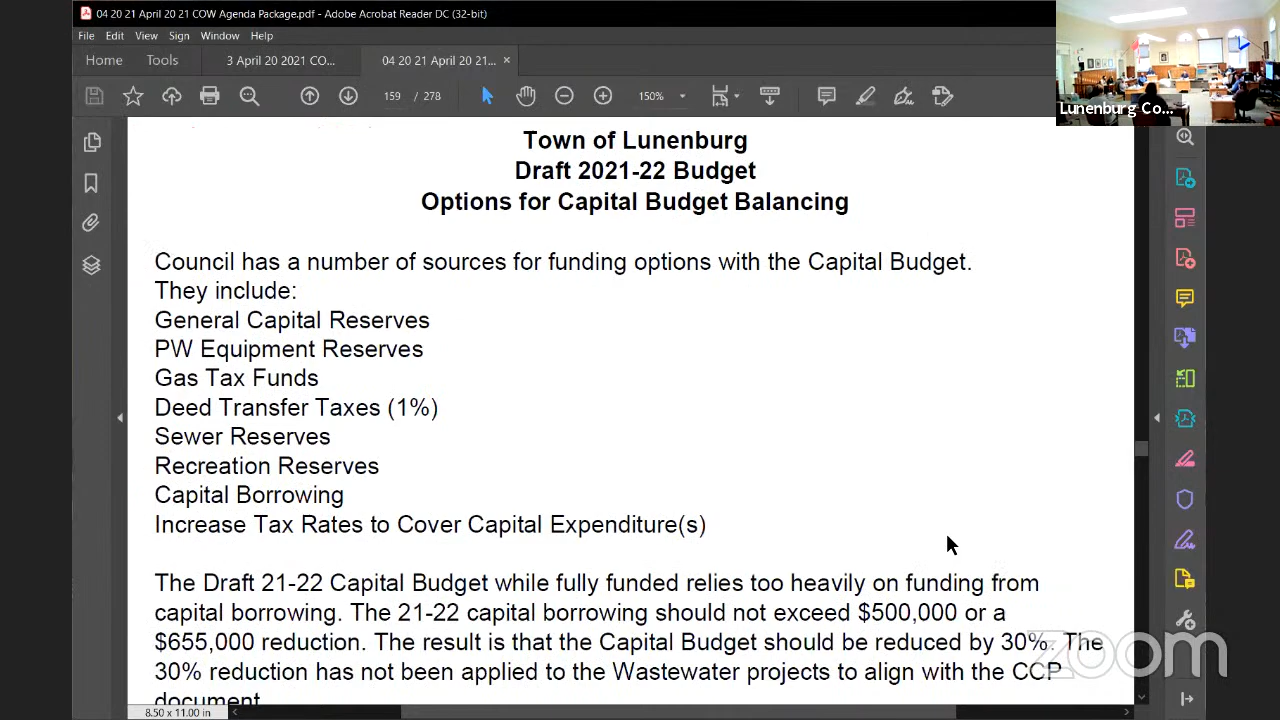 04 20 21 April 20 21 COW Agenda Package.pdf - Adobe Acrobat Reader DC (32-bit)
File Edit View Sign Window Help
Home Tools 3 April 20 2021 CO... 04 20 21 April 20 21... ×
159 / 278 150%
Lunenburg Co...
Town of Lunenburg
Draft 2021-22 Budget
Options for Capital Budget Balancing
Council has a number of sources for funding options with the Capital Budget.
They include:
General Capital Reserves
PW Equipment Reserves
Gas Tax Funds
Deed Transfer Taxes (1%)
Sewer Reserves
Recreation Reserves
Capital Borrowing
Increase Tax Rates to Cover Capital Expenditure(s)
The Draft 21-22 Capital Budget while fully funded relies too heavily on funding from
capital borrowing. The 21-22 capital borrowing should not exceed $500,000 or a
$655,000 reduction. The result is that the Capital Budget should be reduced by 30%. The
30% reduction has not been applied to the Wastewater projects to align with the CCP
document.
zoom
8.50 x 11.00 in